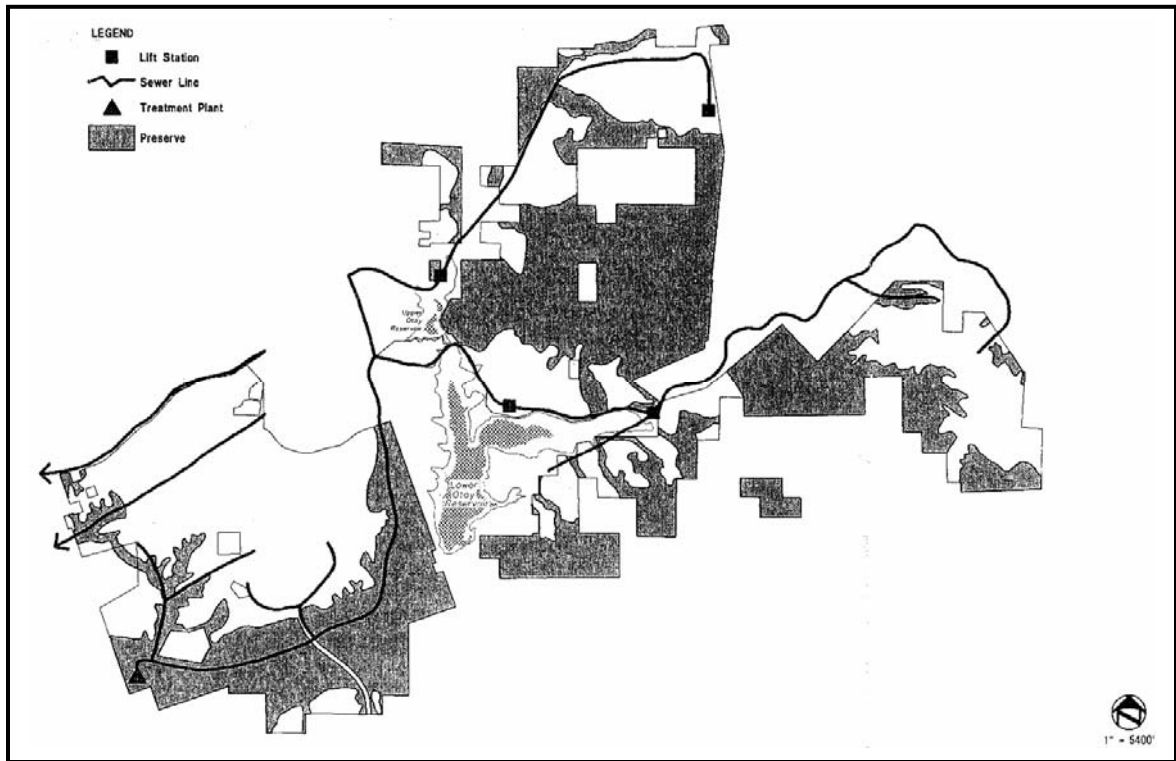 LEGEND
Lift Station
Sewer Line
Treatment Plant
Preserve
Upper
Otay
Reservoir
Lower
Otay
Reservoir
1" = 5400'